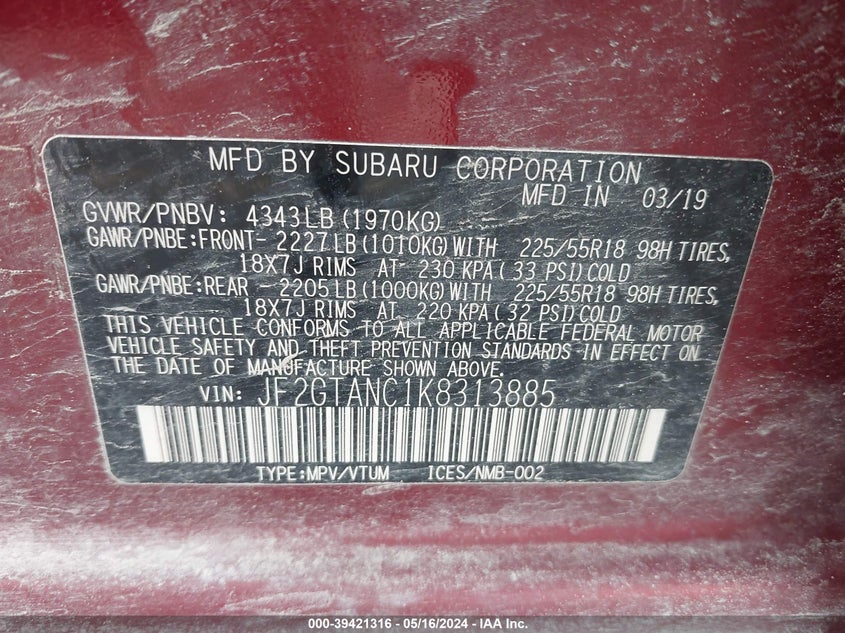 MFD BY SUBARU CORPORATION
MFD IN 03/19
GVWR/PNBV: 4343LB (1970KG)
GAWR/PNBE:FRONT- 2227LB(1010KG)WITH 225/55R18 98H TIRES,
18X7J RIMS AT 230 KPA( 33 PSI)COLD
GAWR/PNBE:REAR - 2205LB(1000KG)WITH 225/55R18 98H TIRES,
18X7J RIMS AT 220 KPA( 32 PSI)COLD
THIS VEHICLE CONFORMS TO ALL APPLICABLE FEDERAL MOTOR
VEHICLE SAFETY AND THEFT PREVENTION STANDARDS IN EFFECT ON
THE DATE OF MANUFACTURE SHOWN ABOVE.
VIN: JF2GTANC1K8313885
TYPE:MPV/VTUM ICES/NMB-002
000-39421316 - 05/16/2024 - IAA Inc.